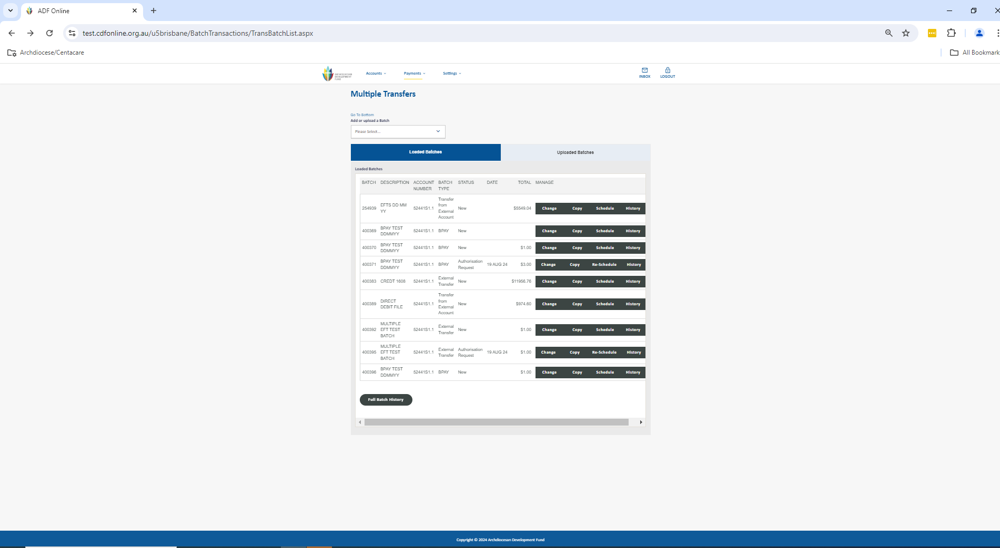 ADF Online
test.cdfonline.org.au/u5brisbane/BatchTransactions/TransBatchList.aspx
Archdiocese/Centacare
All Bookmark
ARCHDIOCESAN
DEVELOPMENT
FUND
Accounts
Payments
Settings
INBOX
LOGOUT
Multiple Transfers
Go To Bottom
Add or upload a Batch
Please Select...
Loaded Batches
Uploaded Batches
Loaded Batches
BATCH DESCRIPTION ACCOUNT NUMBER BATCH TYPE STATUS DATE TOTAL MANAGE
254939 EFTS DD MM YY 52441S1.1 Transfer from External Account New $5549.04 Change Copy Schedule History
400369 BPAY TEST DDMMYY 52441S1.1 BPAY New Change Copy Schedule History
400370 BPAY TEST DDMMYY 52441S1.1 BPAY New $1.00 Change Copy Schedule History
400371 BPAY TEST DDMMYY 52441S1.1 BPAY Authorisation Request 19 AUG 24 $3.00 Change Copy Re-Schedule History
400383 CREDT 1608 52441S1.1 External Transfer New $11956.76 Change Copy Schedule History
400389 DIRECT DEBIT FILE 52441S1.1 Transfer from External Account New $974.60 Change Copy Schedule History
400392 MULTIPLE EFT TEST BATCH 52441S1.1 External Transfer New $1.00 Change Copy Schedule History
400395 MULTIPLE EFT TEST BATCH 52441S1.1 External Transfer Authorisation Request 19 AUG 24 $1.00 Change Copy Re-Schedule History
400396 BPAY TEST DDMMYY 52441S1.1 BPAY New $1.00 Change Copy Schedule History
Full Batch History
Copyright © 2024 Archdiocesan Development Fund